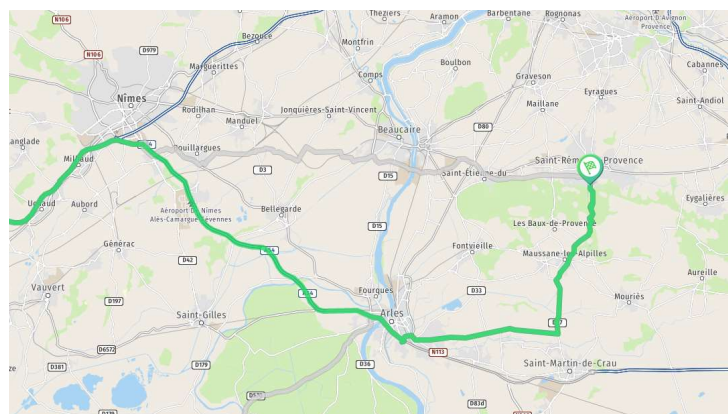 N106
Théziers
Aramon
Barbentane
Rognonas
Aéroport D'Avignon
Provence
Bezouce
D979
Montfrin
N106
Marguerittes
Comps
Boulbon
Graveson
Cabannes
Eyragues
Nîmes
Rodilhan
Jonquières-Saint-Vincent
Maillane
Saint-Andiol
Manduel
Beaucaire
D80
Bouillargues
Milhaud
D3
D15
Saint-Étienne-du
Saint-Rémy-de-Provence
Aubord
Aéroport De Nîmes
Alès-Camargue-Cévennes
Bellegarde
D15
Les Baux-de-Provence
Eygalières
Générac
D42
Fontvieille
Maussane-les-Alpilles
Aureille
Vauvert
D197
Fourques
D33
Mouriès
Saint-Gilles
Arles
D6572
N113
D381
D179
D36
Saint-Martin-de-Crau
D83d